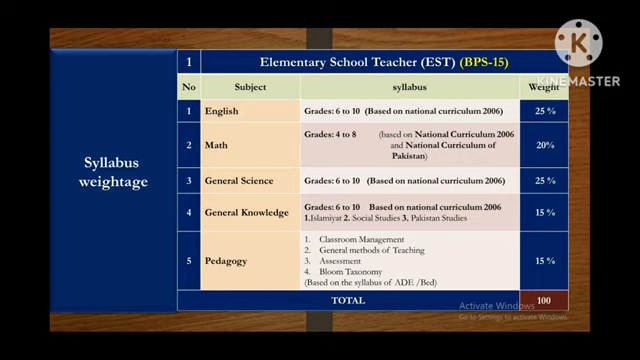 K
KINEMASTER
1 Elementary School Teacher (EST) (BPS-15)
No Subject syllabus Weight
Syllabus
weightage
1 English Grades: 6 to 10 (Based on national curriculum 2006) 25 %
2 Math Grades: 4 to 8 (based on National Curriculum 2006
and National Curriculum of
Pakistan) 20%
3 General Science Grades: 6 to 10 (Based on national curriculum 2006) 25 %
4 General Knowledge Grades: 6 to 10 Based on national curriculum 2006
1.Islamiyat 2. Social Studies 3. Pakistan Studies 15 %
5 Pedagogy 1. Classroom Management
2. General methods of Teaching
3. Assessment
4. Bloom Taxonomy
(Based on the syllabus of ADE /Bed) 15 %
TOTAL 100
Activate Windows
Go to Settings to activate Windows.